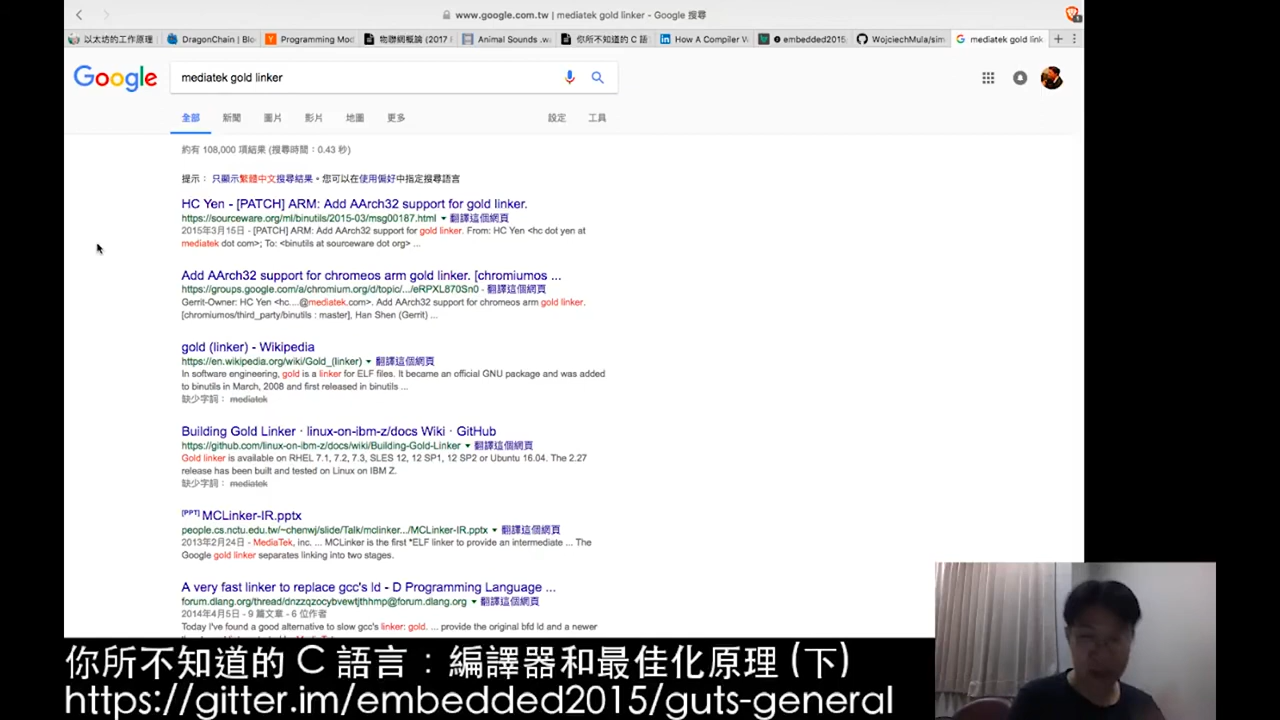 www.google.com.tw | mediatek gold linker - Google 搜尋
以太坊的工作原理
DragonChain | Blo
Programming Mod
物聯網概論 (2017 F
Animal Sounds .wa
你所不知道的 C 語
How A Compiler W
embedded2015
WojciechMula/sim
mediatek gold link
Google
mediatek gold linker
全部 新聞 圖片 影片 地圖 更多 設定 工具
約有 108,000 項結果 (搜尋時間:0.43 秒)
提示: 只顯示繁體中文搜尋結果。您可以在使用偏好中指定搜尋語言
HC Yen - [PATCH] ARM: Add AArch32 support for gold linker.
https://sourceware.org/ml/binutils/2015-03/msg00187.html 翻譯這個網頁
2015年3月15日 - [PATCH] ARM: Add AArch32 support for gold linker. From: HC Yen <hc dot yen at
mediatek dot com>; To: <binutils at sourceware dot org> ...
Add AArch32 support for chromeos arm gold linker. [chromiumos ...
https://groups.google.com/a/chromium.org/d/topic/.../eRPXL870Sn0 - 翻譯這個網頁
Gerrit-Owner: HC Yen <hc....@mediatek.com>. Add AArch32 support for chromeos arm gold linker.
[chromiumos/third_party/binutils : master], Han Shen (Gerrit) ...
gold (linker) - Wikipedia
https://en.wikipedia.org/wiki/Gold_(linker) 翻譯這個網頁
In software engineering, gold is a linker for ELF files. It became an official GNU package and was added
to binutils in March, 2008 and first released in binutils ...
缺少字詞: mediatek
Building Gold Linker · linux-on-ibm-z/docs Wiki · GitHub
https://github.com/linux-on-ibm-z/docs/wiki/Building-Gold-Linker 翻譯這個網頁
Gold linker is available on RHEL 7.1, 7.2, 7.3, SLES 12, 12 SP1, 12 SP2 or Ubuntu 16.04. The 2.27
release has been built and tested on Linux on IBM Z.
缺少字詞: mediatek
[PPT] MCLinker-IR.pptx
people.cs.nctu.edu.tw/~chenwj/slide/Talk/mclinker.../MCLinker-IR.pptx 翻譯這個網頁
2013年2月24日 - MediaTek, inc. ... MCLinker is the first *ELF linker to provide an intermediate ... The
Google gold linker separates linking into two stages.
A very fast linker to replace gcc's ld - D Programming Language ...
forum.dlang.org/thread/dnzzqzocybvewtjthhmp@forum.dlang.org 翻譯這個網頁
2014年4月5日 - 9 篇文章 - 6 位作者
Today I've found a good alternative to slow gcc's linker: gold. ... provide the original bfd ld and a newer
你所不知道的 C 語言:編譯器和最佳化原理 (下)
https://gitter.im/embedded2015/guts-general